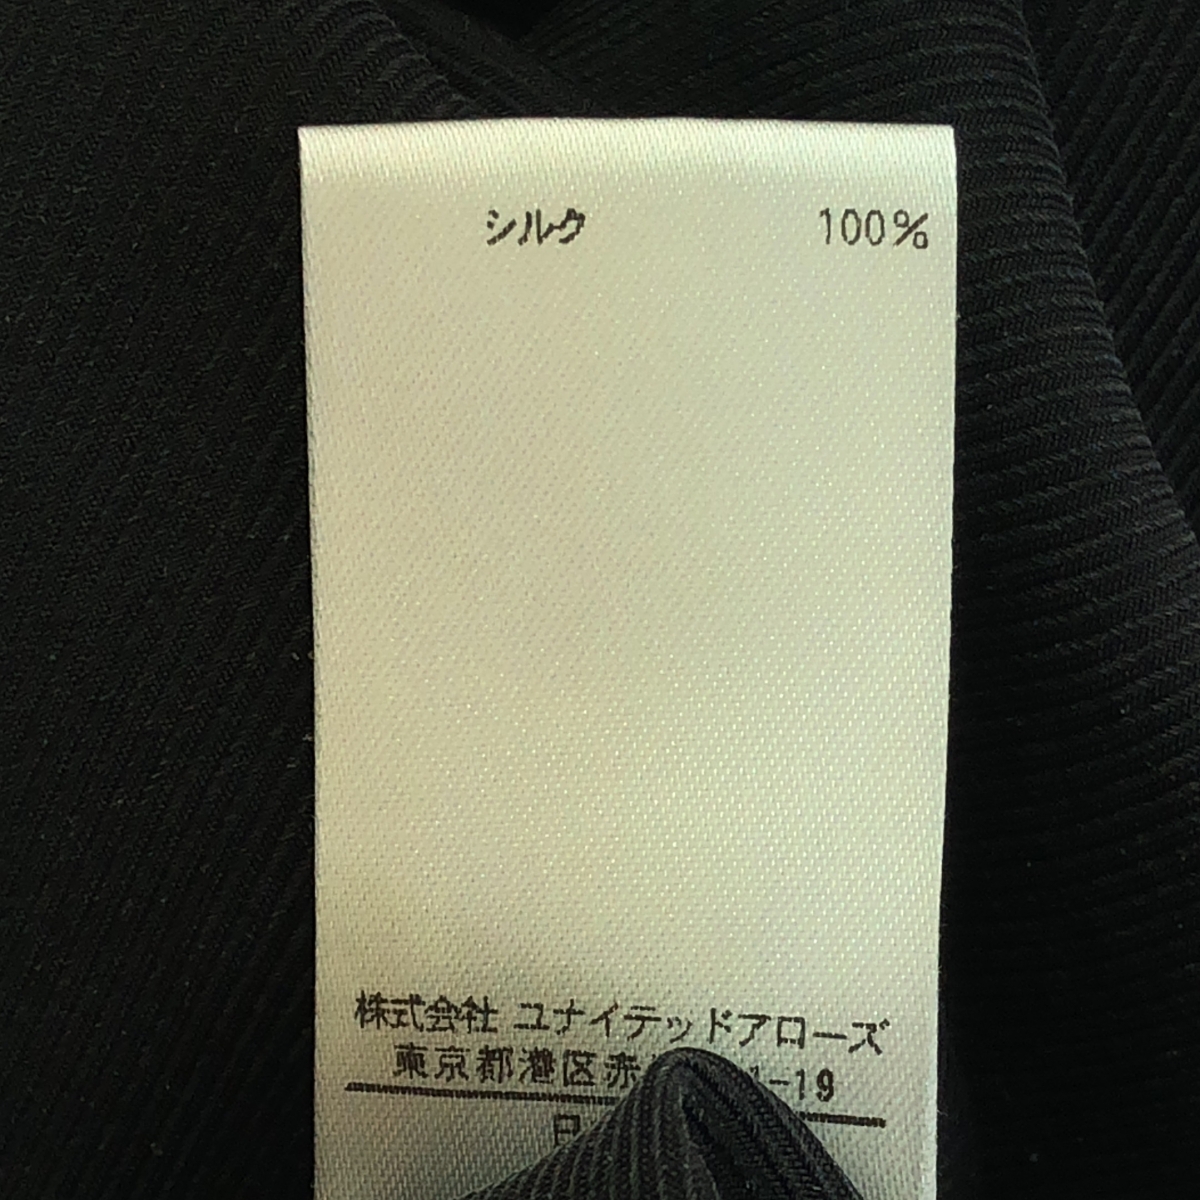 シルク 100%
株式会社 ユナイテッドアローズ
東京都港区赤 1-19
日